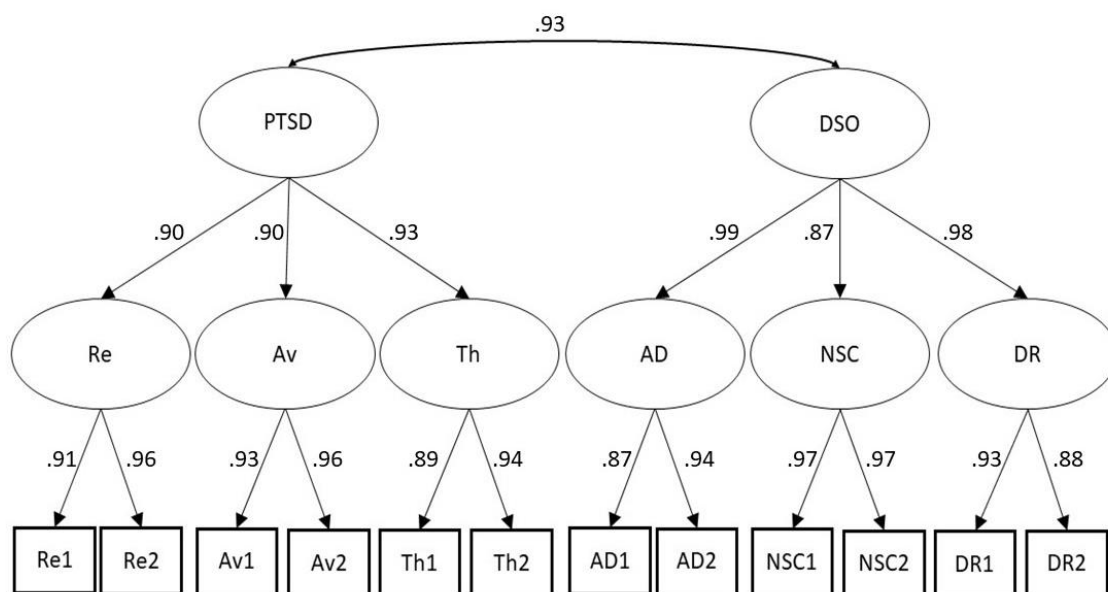 .93
PTSD DSO
.90 .90 .93 .99 .87 .98
Re Av Th AD NSC DR
.91 .96 .93 .96 .89 .94 .87 .94 .97 .97 .93 .88
Re1 Re2 Av1 Av2 Th1 Th2 AD1 AD2 NSC1 NSC2 DR1 DR2